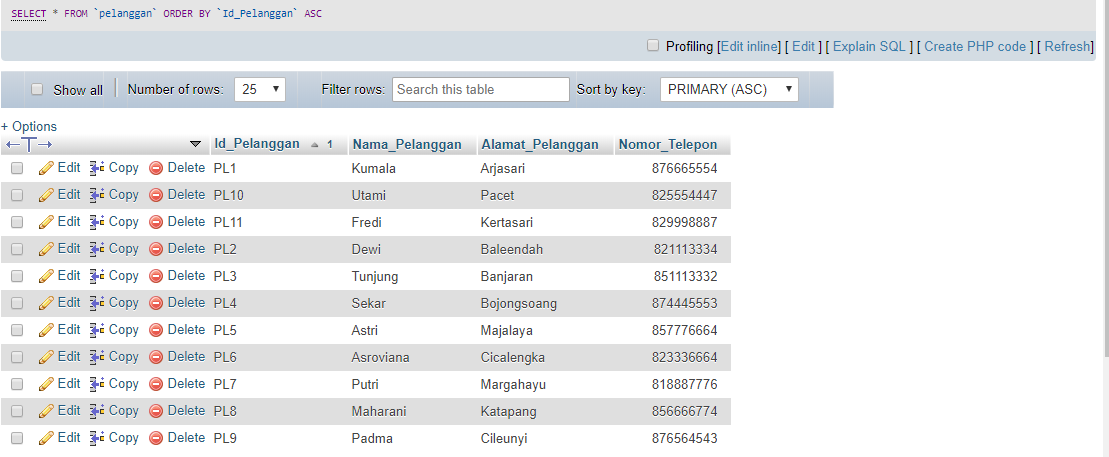 SELECT * FROM `pelanggan` ORDER BY `Id_Pelanggan` ASC
Profiling [Edit inline] [ Edit ] [ Explain SQL ] [ Create PHP code ] [ Refresh]
Show all Number of rows: 25 Filter rows: Search this table Sort by key: PRIMARY (ASC)
+ Options
Id_Pelanggan 1 Nama_Pelanggan Alamat_Pelanggan Nomor_Telepon
Edit Copy Delete PL1 Kumala Arjasari 876665554
Edit Copy Delete PL10 Utami Pacet 825554447
Edit Copy Delete PL11 Fredi Kertasari 829998887
Edit Copy Delete PL2 Dewi Baleendah 821113334
Edit Copy Delete PL3 Tunjung Banjaran 851113332
Edit Copy Delete PL4 Sekar Bojongsoang 874445553
Edit Copy Delete PL5 Astri Majalaya 857776664
Edit Copy Delete PL6 Asroviana Cicalengka 823336664
Edit Copy Delete PL7 Putri Margahayu 818887776
Edit Copy Delete PL8 Maharani Katapang 856666774
Edit Copy Delete PL9 Padma Cileunyi 876564543